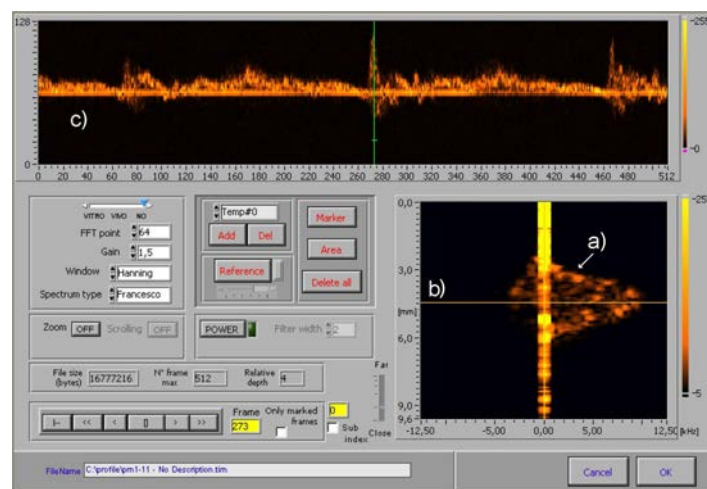 128
0
c)
0 20 40 60 80 100 120 140 160 180 200 220 240 260 280 300 320 340 360 380 400 420 440 460 480 512
-255
-0
VITRO VIVO NO
FFT point 64
Gain 1,5
Window Hanning
Spectrum type Francesco
Temp#0
Add Del
Reference
Marker
Area
Delete all
Zoom OFF Scrolling OFF
POWER Filter width 2
File size (bytes) 16777216 N° frame max 512 Relative depth 4
|-- << < [] > >>
Frame 273
Only marked frames
0
Sub index
Far
Close
0,0
3,0
[mm]
6,0
9,0
9,6
a)
b)
-12,50 -5,00 0,00 5,00 12,50 [kHz]
-25
-5
FileName C:\profile\pm1-11 - No Description.tim
Cancel OK